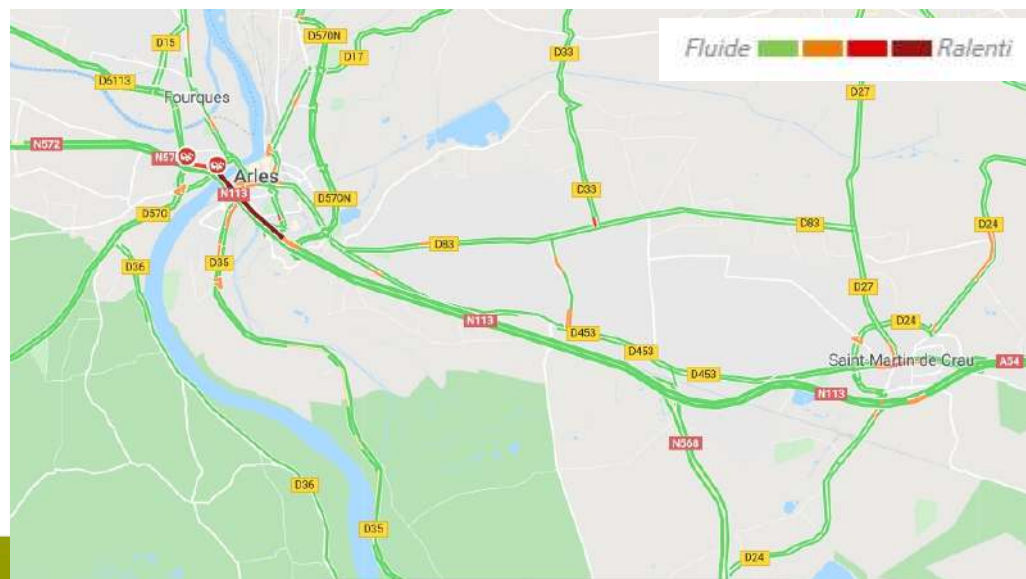 Fluide Ralenti
D15
D570N
D17
D33
D27
D6113
Fourques
N572
N57
Arles
N113
D33
D570N
D570
D83
D83
D24
D36
D35
D27
N113
D453
D24
D453
D453
Saint Martin de Crau
A54
N113
N568
D36
D35
D24